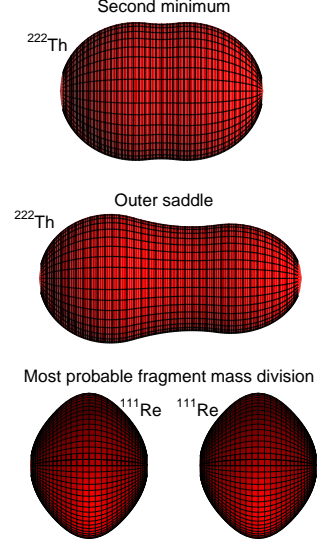 Second minimum
²²²Th
Outer saddle
²²²Th
Most probable fragment mass division
¹¹¹Re ¹¹¹Re